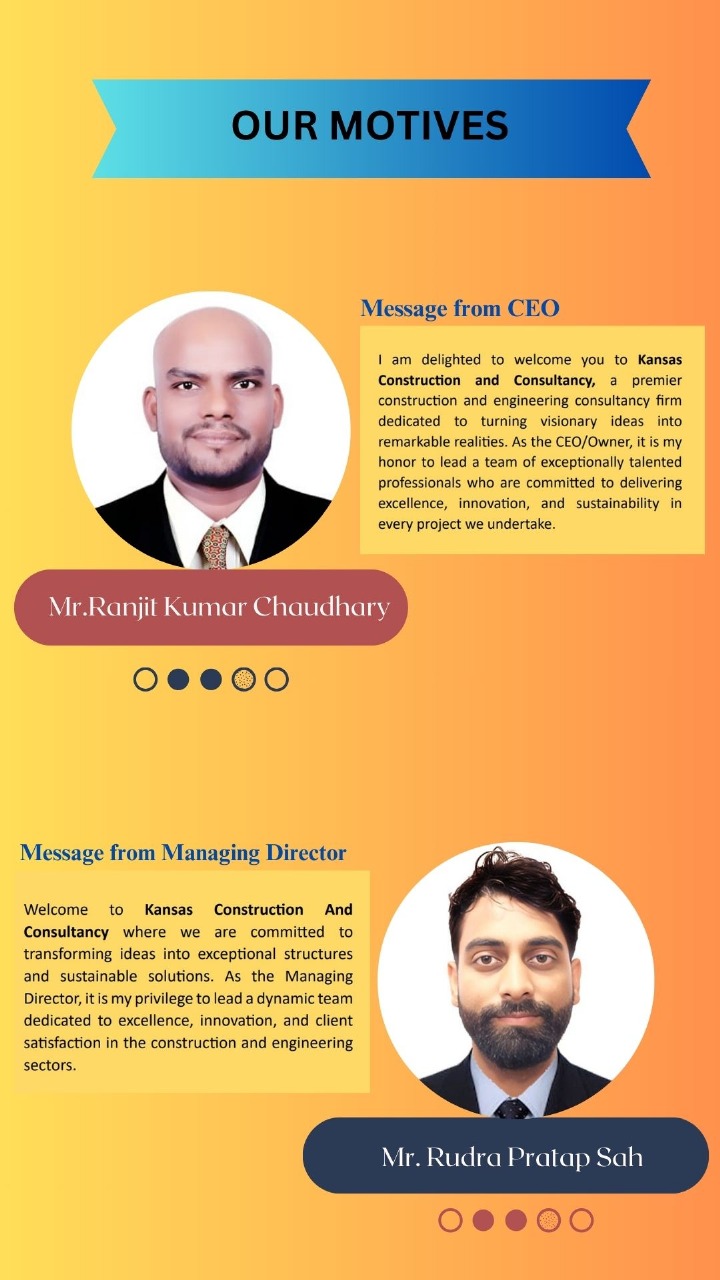 OUR MOTIVES
Message from CEO
I am delighted to welcome you to Kansas
Construction and Consultancy, a premier
construction and engineering consultancy firm
dedicated to turning visionary ideas into
remarkable realities. As the CEO/Owner, it is my
honor to lead a team of exceptionally talented
professionals who are committed to delivering
excellence, innovation, and sustainability in
every project we undertake.
Mr.Ranjit Kumar Chaudhary
Message from Managing Director
Welcome to Kansas Construction And
Consultancy where we are committed to
transforming ideas into exceptional structures
and sustainable solutions. As the Managing
Director, it is my privilege to lead a dynamic team
dedicated to excellence, innovation, and client
satisfaction in the construction and engineering
sectors.
Mr. Rudra Pratap Sah